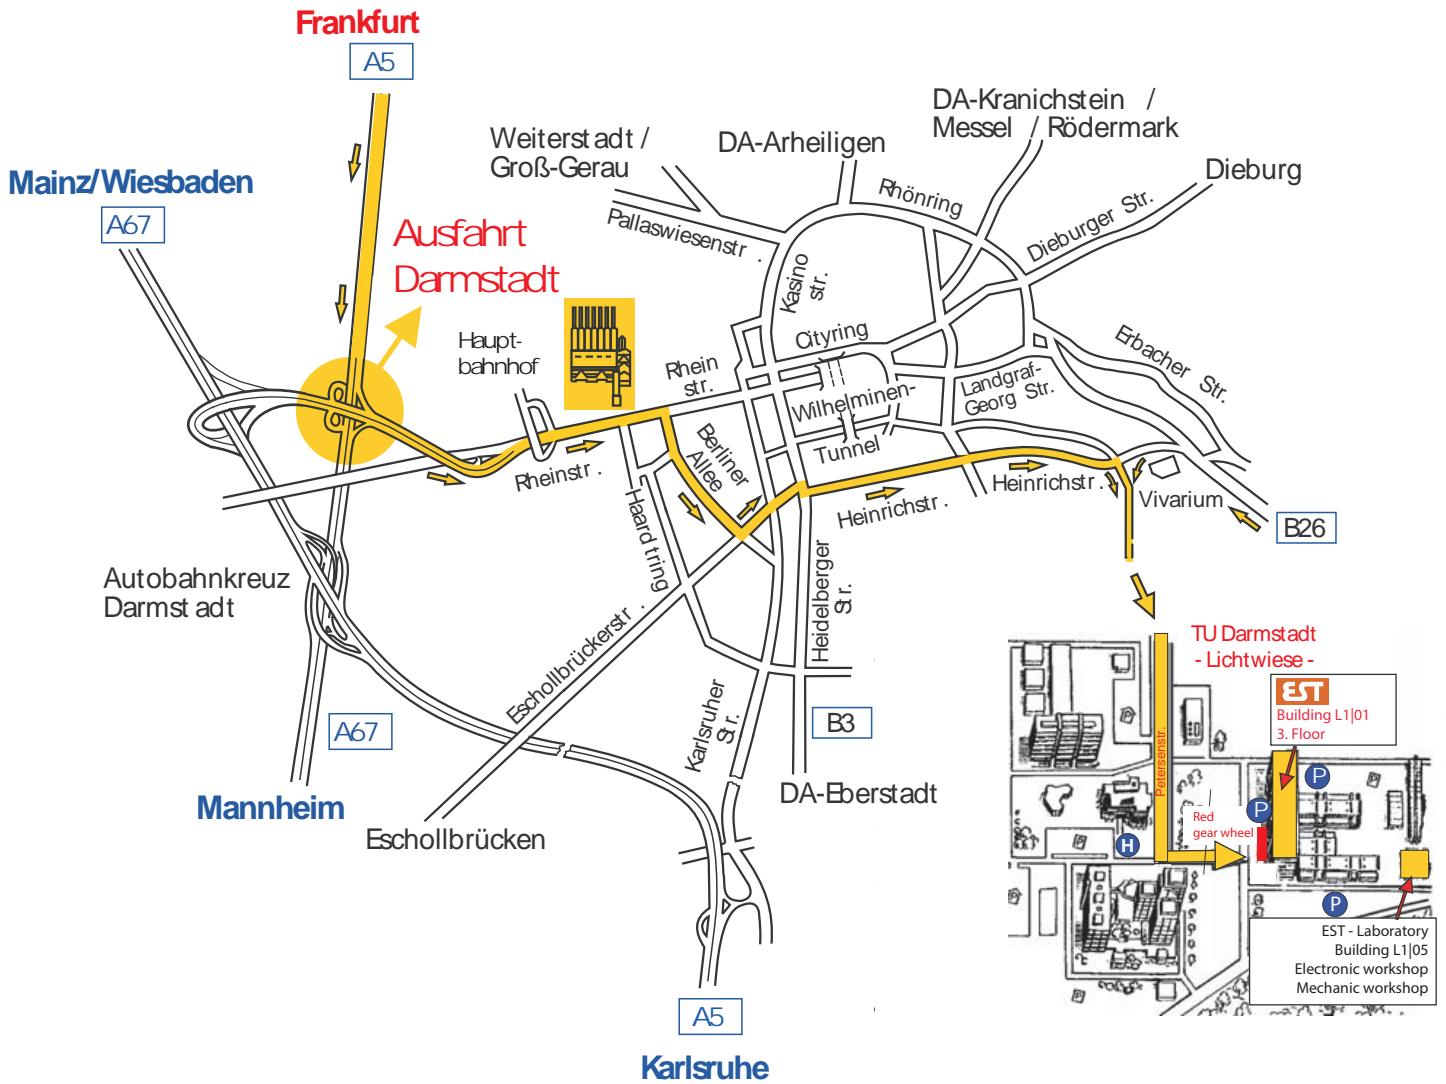 Frankfurt
A5
DA-Kranichstein /
Messel / Rödermark
Weiterstadt /
Groß-Gerau
DA-Arheiligen
Dieburg
Mainz/Wiesbaden
A67
Rhönring
Dieburger Str.
Pallaswiesenstr.
Ausfahrt
Darmstadt
Kasino
str.
Haupt-
bahnhof
Cityring
Rhein
str.
Erbacher Str.
Landgraf-
Georg Str.
Wilhelminen-
Tunnel
Berliner
Allee
Rheinstr.
Heinrichstr.
Heinrichstr.
Vivarium
B26
Haardtring
Autobahnkreuz
Darmstadt
Heidelberger
Str.
Eschollbrückerstr.
Karlsruher
Str.
A67
B3
Mannheim
DA-Eberstadt
Eschollbrücken
A5
Karlsruhe
TU Darmstadt
- Lichtwiese -
EST
Building L1|01
3. Floor
Petersenstr.
P
P
P
P
P
P
P
P
H
Red
gear wheel
P
P
EST - Laboratory
Building L1|05
Electronic workshop
Mechanic workshop